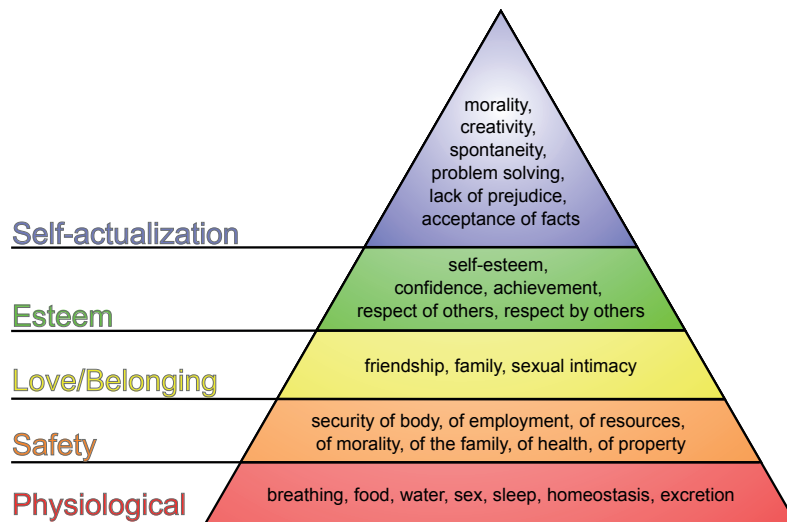 morality,
creativity,
spontaneity,
problem solving,
lack of prejudice,
acceptance of facts
Self-actualization
self-esteem,
confidence, achievement,
respect of others, respect by others
Esteem
friendship, family, sexual intimacy
Love/Belonging
security of body, of employment, of resources,
of morality, of the family, of health, of property
Safety
breathing, food, water, sex, sleep, homeostasis, excretion
Physiological